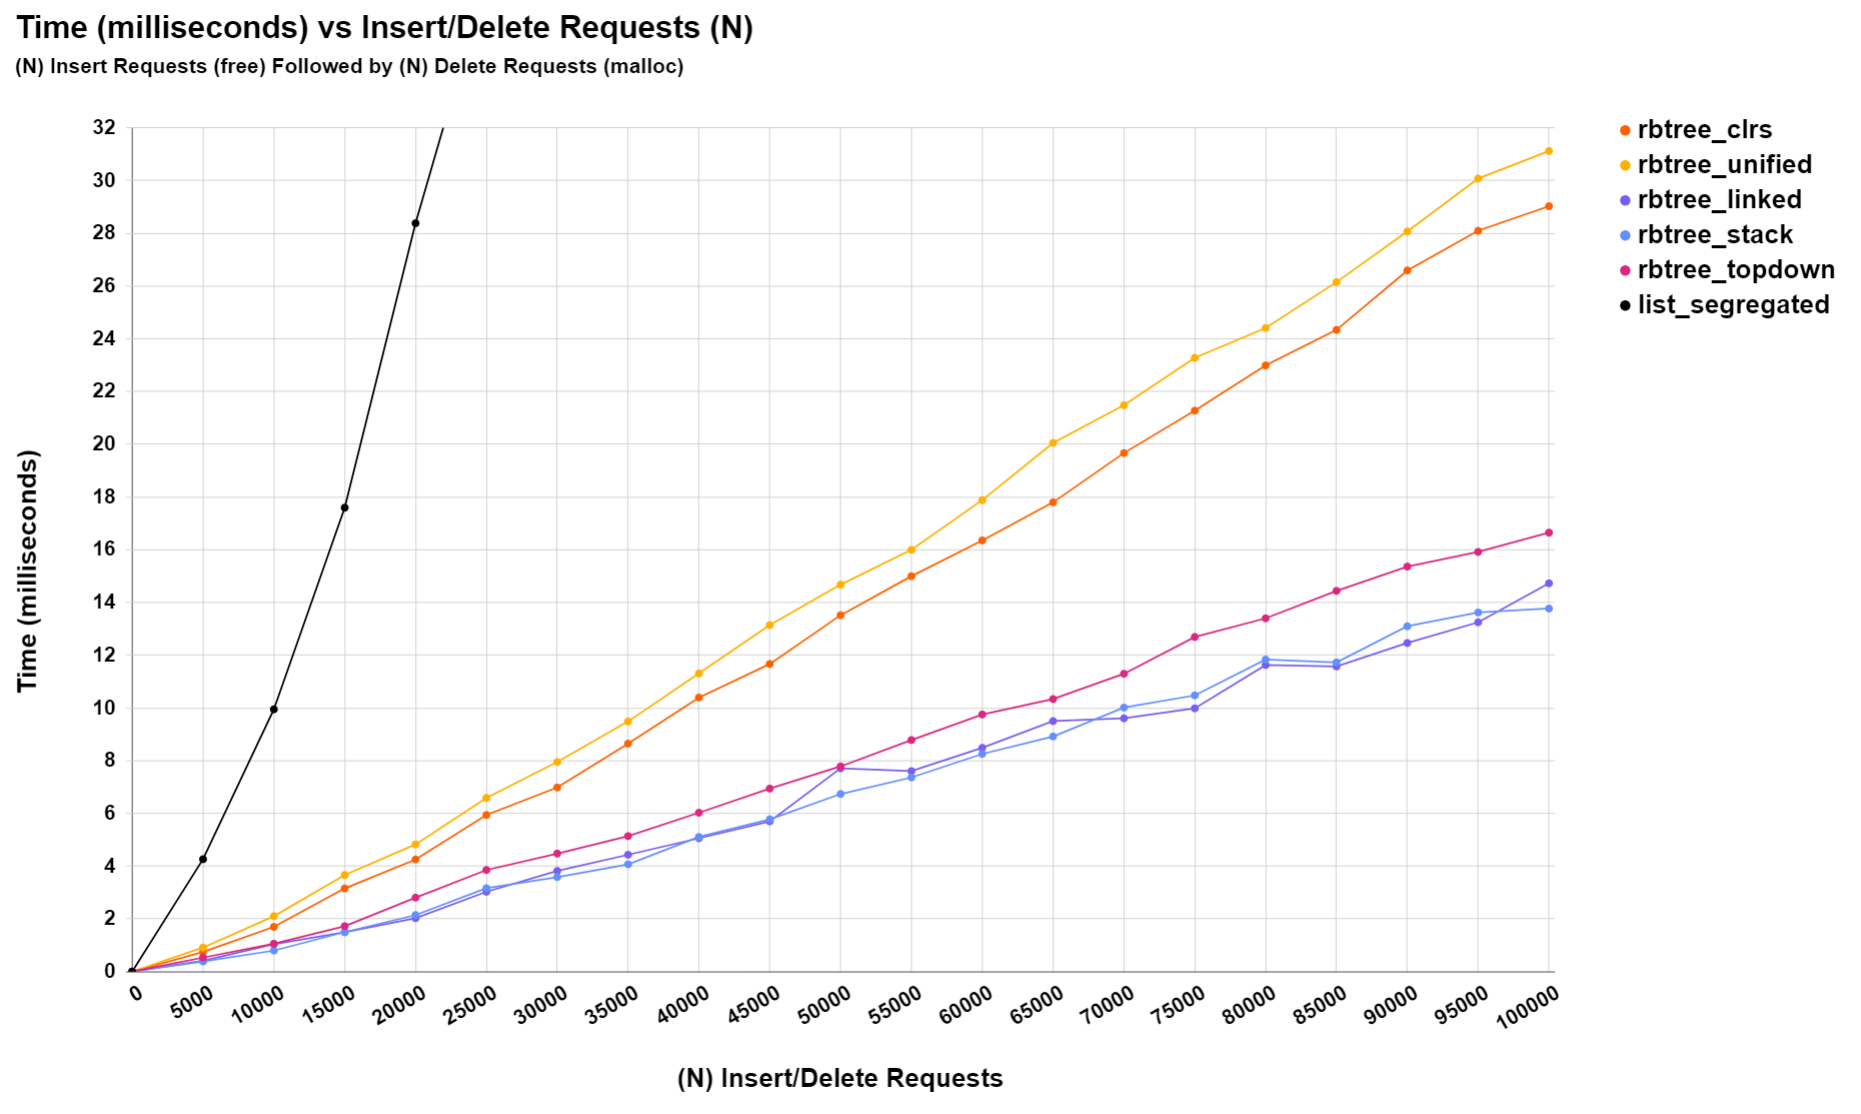 Time (milliseconds) vs Insert/Delete Requests (N)
(N) Insert Requests (free) Followed by (N) Delete Requests (malloc)
32
30
28
26
24
22
20
18
16
14
12
10
8
6
4
2
0
Time (milliseconds)
0 5000 10000 15000 20000 25000 30000 35000 40000 45000 50000 55000 60000 65000 70000 75000 80000 85000 90000 95000 100000
(N) Insert/Delete Requests
rbtree_clrs
rbtree_unified
rbtree_linked
rbtree_stack
rbtree_topdown
list_segregated